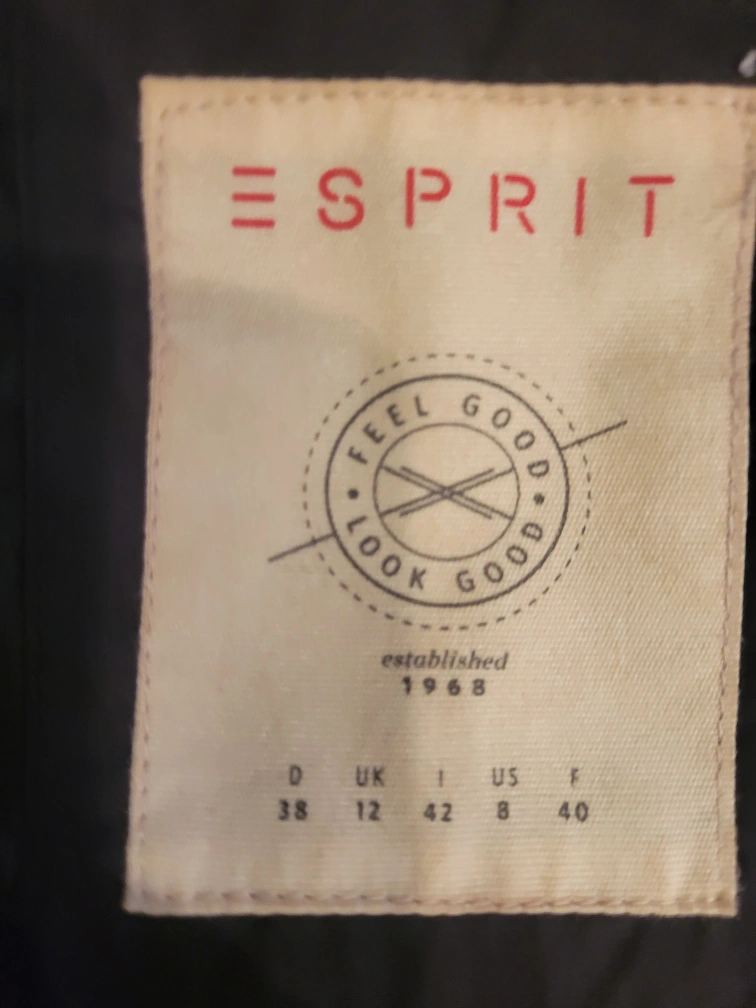 ESPRIT
FEEL GOOD
• LOOK GOOD •
established
1968
D UK I US F
38 12 42 8 40